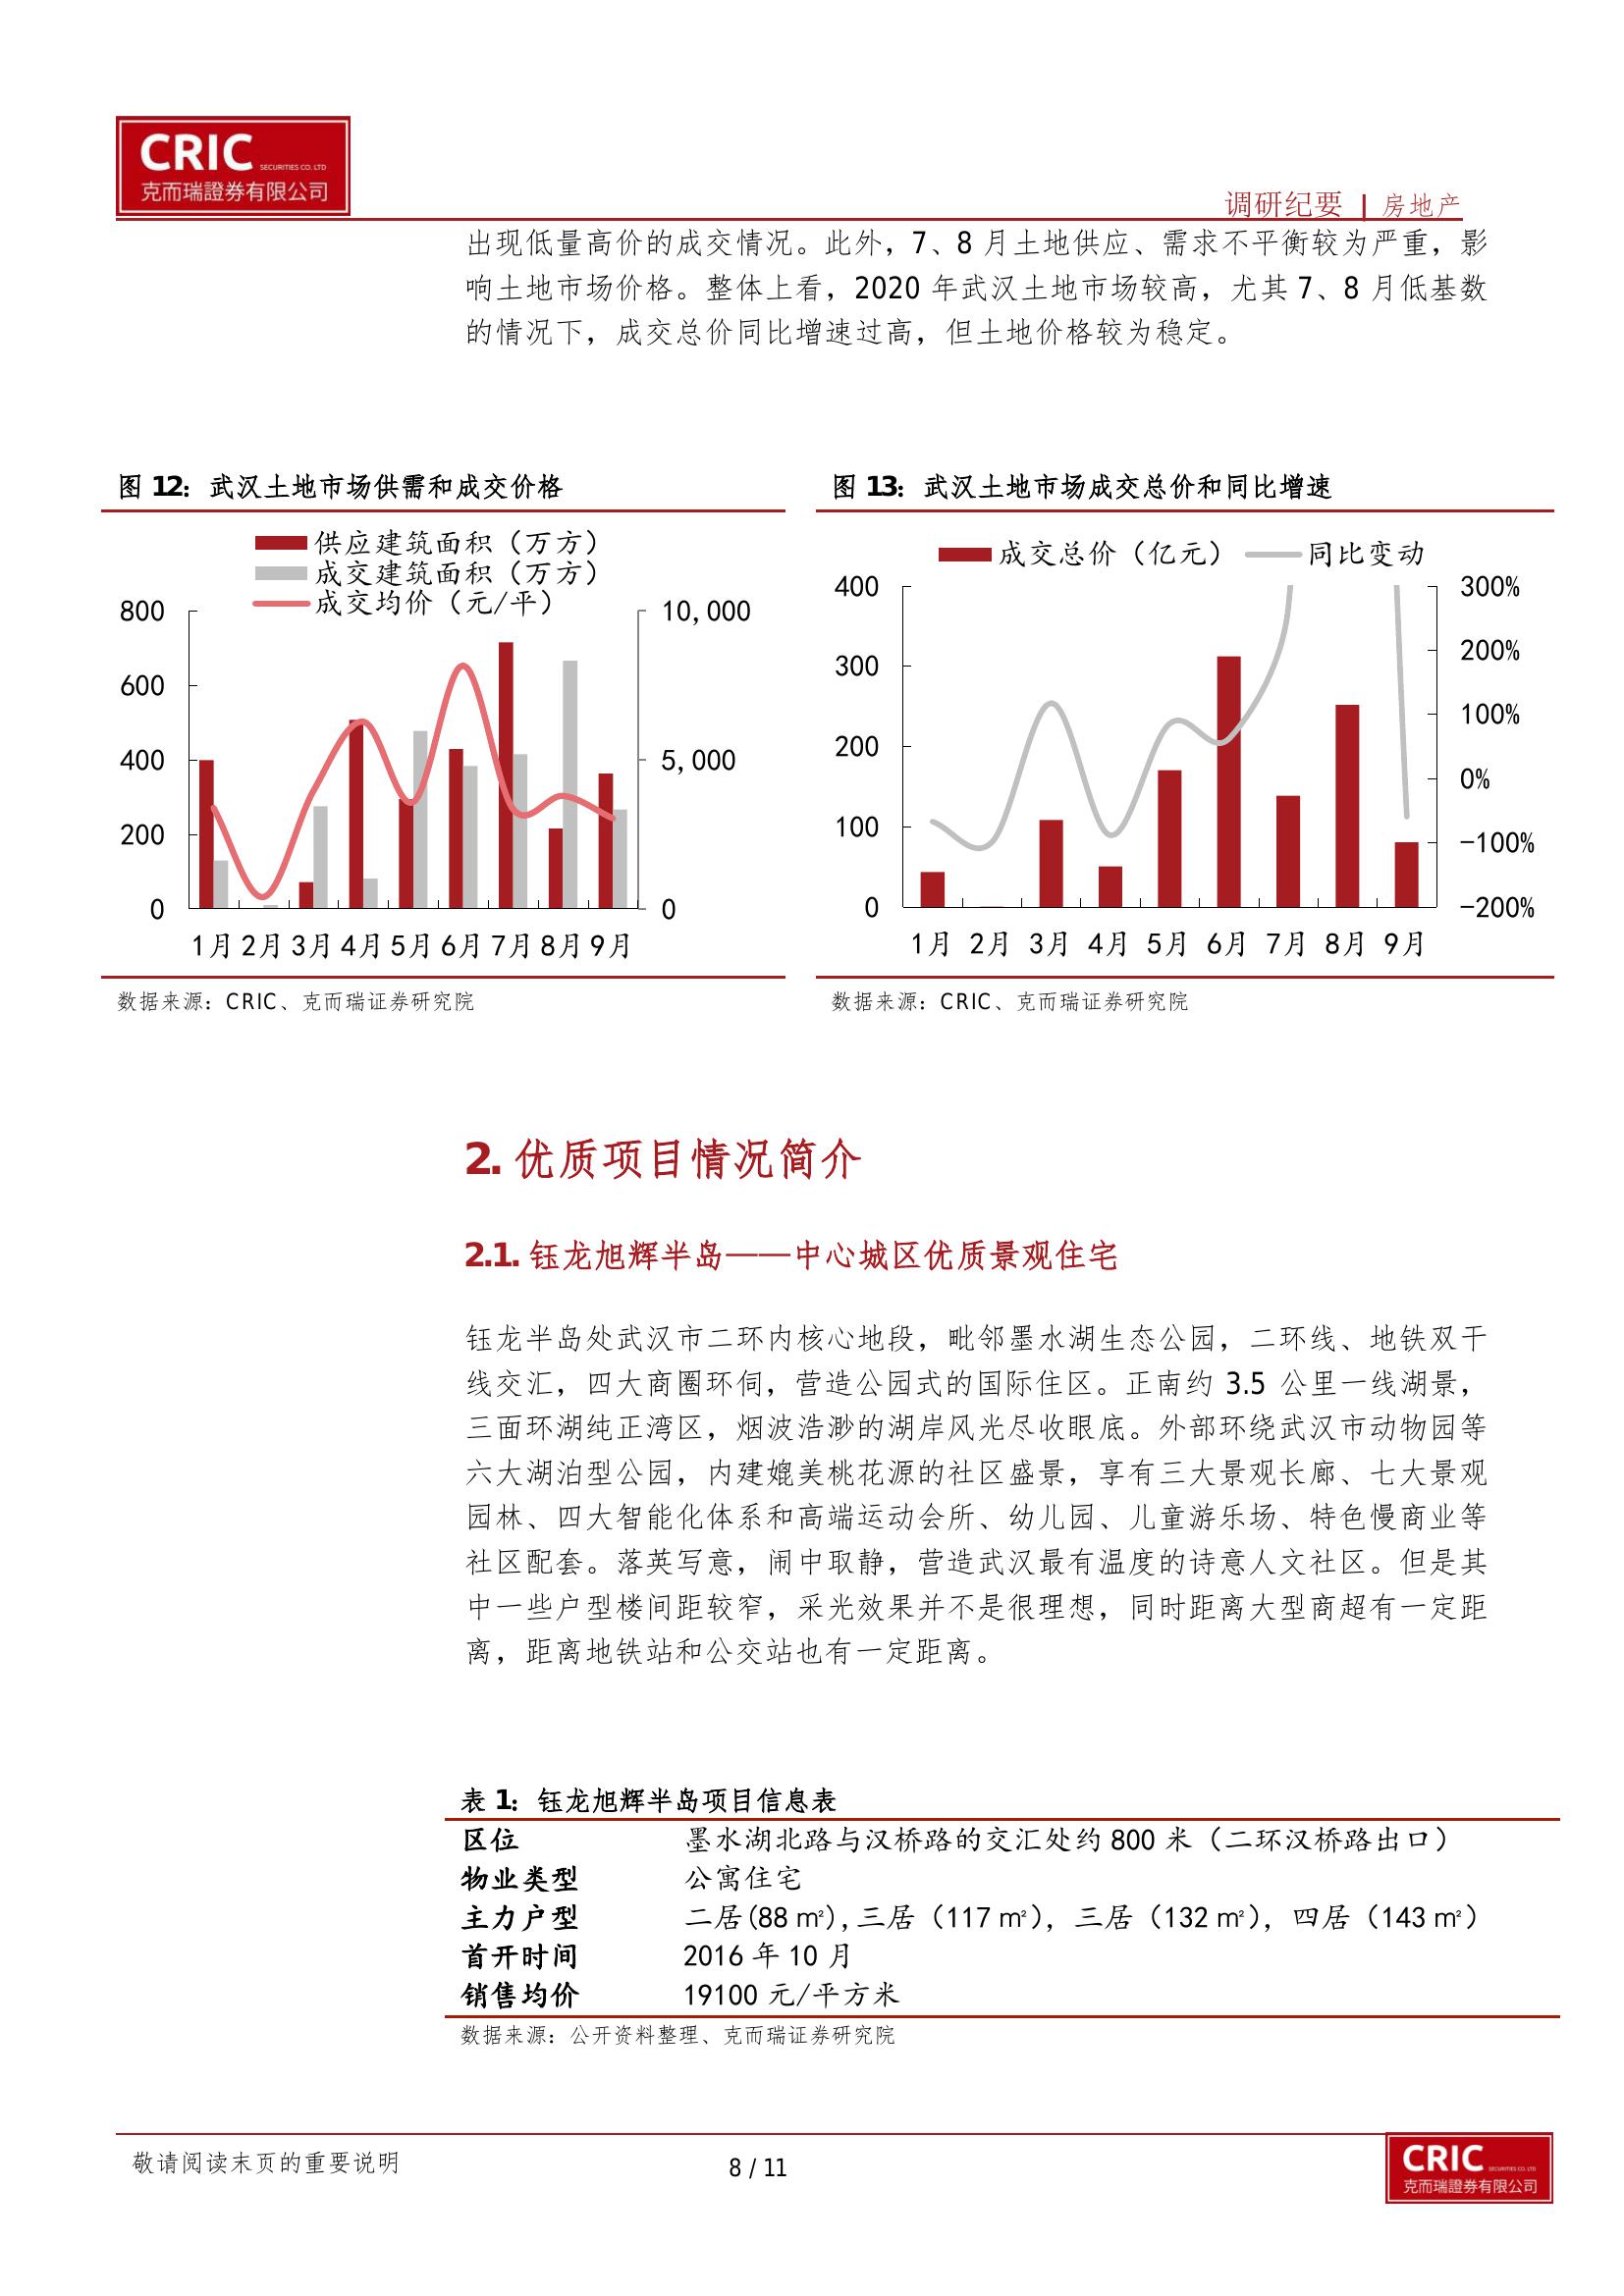 CRIC SECURITIES CO. LTD
克而瑞證券有限公司
调研纪要 | 房地产
出现低量高价的成交情况。此外，7、8 月土地供应、需求不平衡较为严重，影
响土地市场价格。整体上看，2020 年武汉土地市场较高，尤其 7、8 月低基数
的情况下，成交总价同比增速过高，但土地价格较为稳定。
图 12：武汉土地市场供需和成交价格
供应建筑面积（万方）
成交建筑面积（万方）
成交均价（元/平）
800
600
400
200
0
10,000
5,000
0
1月 2月 3月 4月 5月 6月 7月 8月 9月
数据来源：CRIC、克而瑞证券研究院
图 13：武汉土地市场成交总价和同比增速
成交总价（亿元） 同比变动
400
300
200
100
0
300%
200%
100%
0%
-100%
-200%
1月 2月 3月 4月 5月 6月 7月 8月 9月
数据来源：CRIC、克而瑞证券研究院
2. 优质项目情况简介
2.1. 钰龙旭辉半岛——中心城区优质景观住宅
钰龙半岛处武汉市二环内核心地段，毗邻墨水湖生态公园，二环线、地铁双干
线交汇，四大商圈环伺，营造公园式的国际住区。正南约 3.5 公里一线湖景，
三面环湖纯正湾区，烟波浩渺的湖岸风光尽收眼底。外部环绕武汉市动物园等
六大湖泊型公园，内建媲美桃花源的社区盛景，享有三大景观长廊、七大景观
园林、四大智能化体系和高端运动会所、幼儿园、儿童游乐场、特色慢商业等
社区配套。落英写意，闹中取静，营造武汉最有温度的诗意人文社区。但是其
中一些户型楼间距较窄，采光效果并不是很理想，同时距离大型商超有一定距
离，距离地铁站和公交站也有一定距离。
表 1：钰龙旭辉半岛项目信息表
区位 墨水湖北路与汉桥路的交汇处约 800 米（二环汉桥路出口）
物业类型 公寓住宅
主力户型 二居(88 ㎡),三居（117 ㎡），三居（132 ㎡），四居（143 ㎡）
首开时间 2016 年 10 月
销售均价 19100 元/平方米
数据来源：公开资料整理、克而瑞证券研究院
敬请阅读末页的重要说明
8 / 11
CRIC SECURITIES CO. LTD
克而瑞證券有限公司